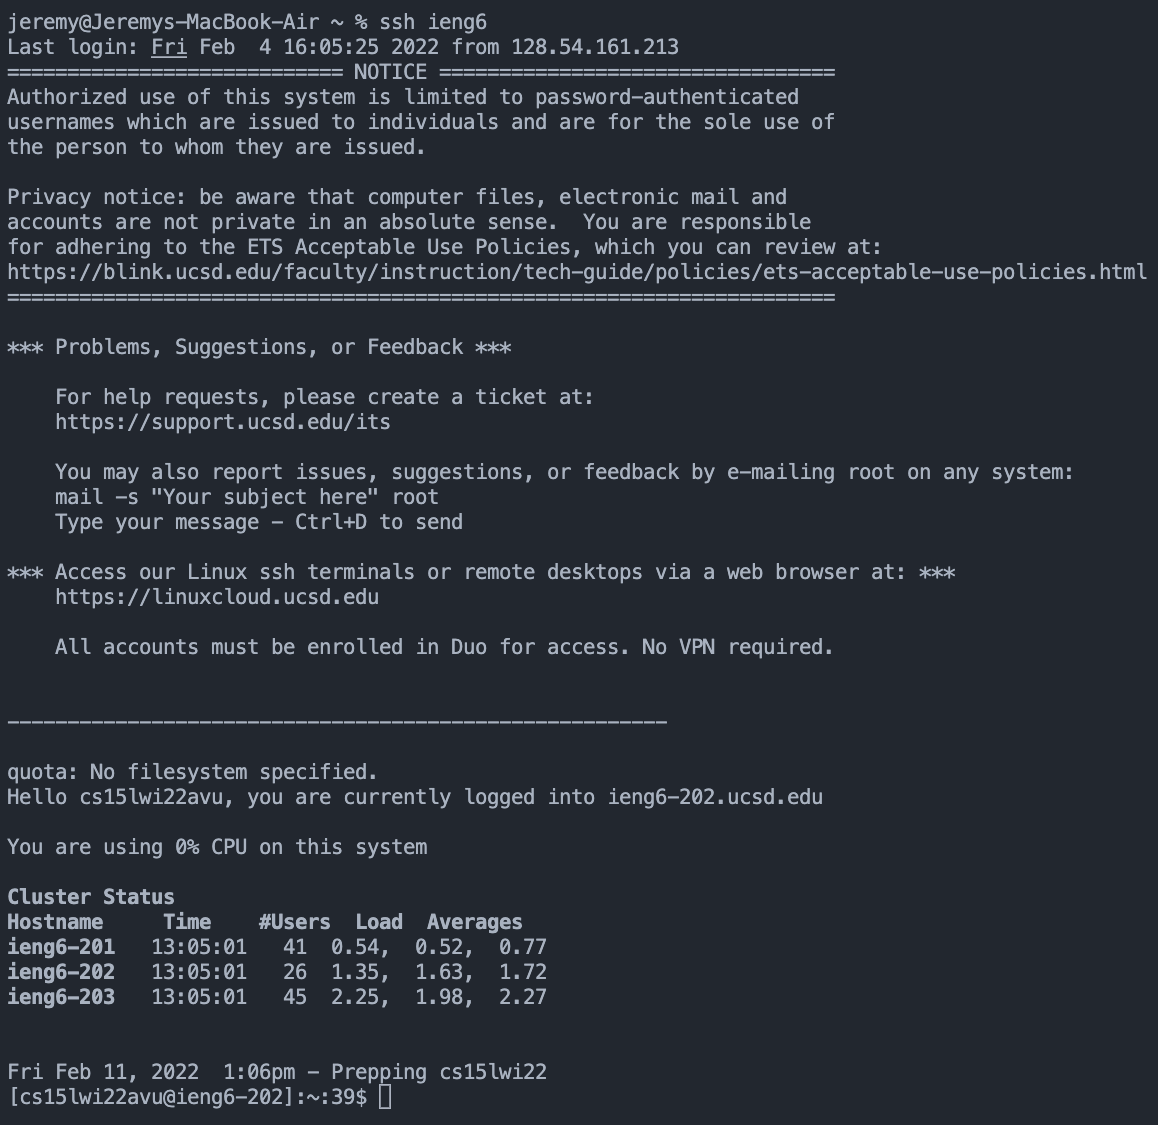 jeremy@Jeremys-MacBook-Air ~ % ssh ieng6
Last login: Fri Feb  4 16:05:25 2022 from 128.54.161.213
============================ NOTICE =================================
Authorized use of this system is limited to password-authenticated
usernames which are issued to individuals and are for the sole use of
the person to whom they are issued.

Privacy notice: be aware that computer files, electronic mail and
accounts are not private in an absolute sense.  You are responsible
for adhering to the ETS Acceptable Use Policies, which you can review at:
https://blink.ucsd.edu/faculty/instruction/tech-guide/policies/ets-acceptable-use-policies.html
=====================================================================

*** Problems, Suggestions, or Feedback ***

    For help requests, please create a ticket at:
    https://support.ucsd.edu/its

    You may also report issues, suggestions, or feedback by e-mailing root on any system:
    mail -s "Your subject here" root
    Type your message - Ctrl+D to send

*** Access our Linux ssh terminals or remote desktops via a web browser at: ***
    https://linuxcloud.ucsd.edu

    All accounts must be enrolled in Duo for access. No VPN required.

-------------------------------------------------------

quota: No filesystem specified.
Hello cs15lwi22avu, you are currently logged into ieng6-202.ucsd.edu

You are using 0% CPU on this system

Cluster Status
Hostname     Time    #Users  Load  Averages
ieng6-201   13:05:01   41  0.54,  0.52,  0.77
ieng6-202   13:05:01   26  1.35,  1.63,  1.72
ieng6-203   13:05:01   45  2.25,  1.98,  2.27

Fri Feb 11, 2022  1:06pm - Prepping cs15lwi22
[cs15lwi22avu@ieng6-202]:~:39$